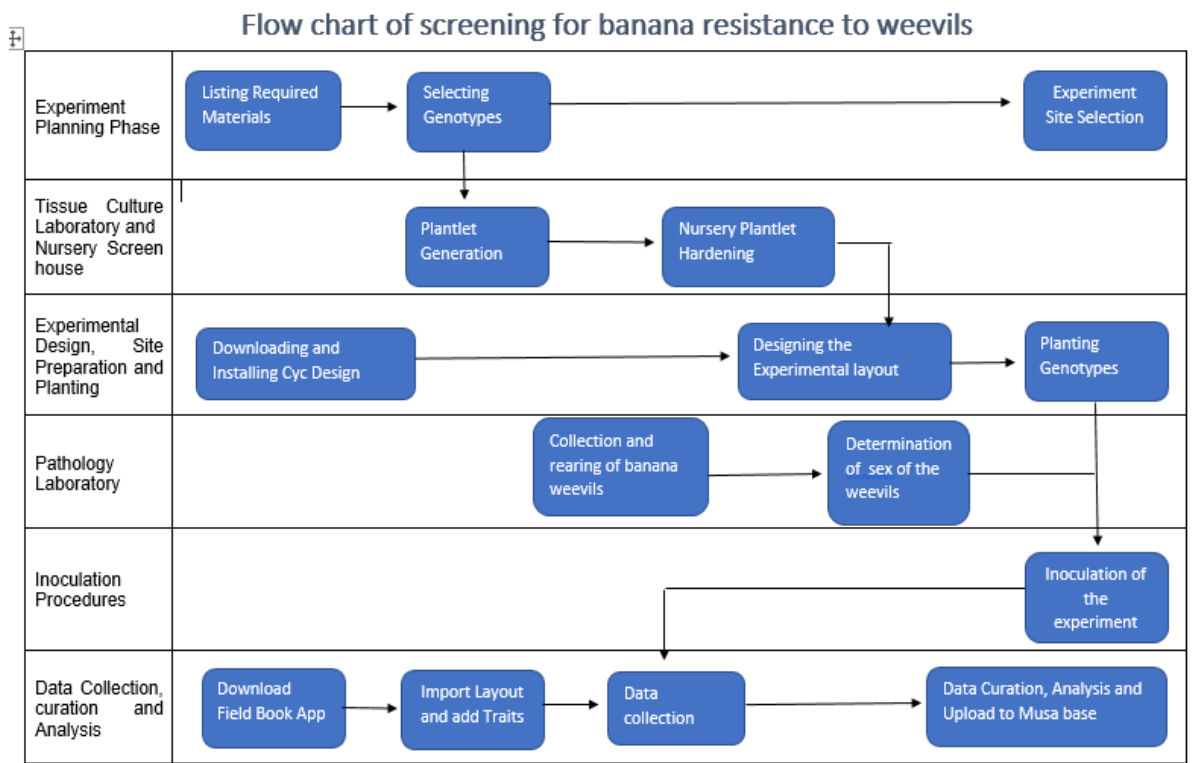 Flow chart of screening for banana resistance to weevils
Experiment
Planning Phase
Listing Required
Materials
Selecting
Genotypes
Experiment
Site Selection
Tissue Culture
Laboratory and
Nursery Screen
house
Plantlet
Generation
Nursery Plantlet
Hardening
Experimental
Design, Site
Preparation and
Planting
Downloading and
Installing Cyc Design
Designing the
Experimental layout
Planting
Genotypes
Pathology
Laboratory
Collection and
rearing of banana
weevils
Determination
of sex of the
weevils
Inoculation
Procedures
Inoculation of
the
experiment
Data Collection,
curation and
Analysis
Download
Field Book App
Import Layout
and add Traits
Data
collection
Data Curation, Analysis and
Upload to Musa base